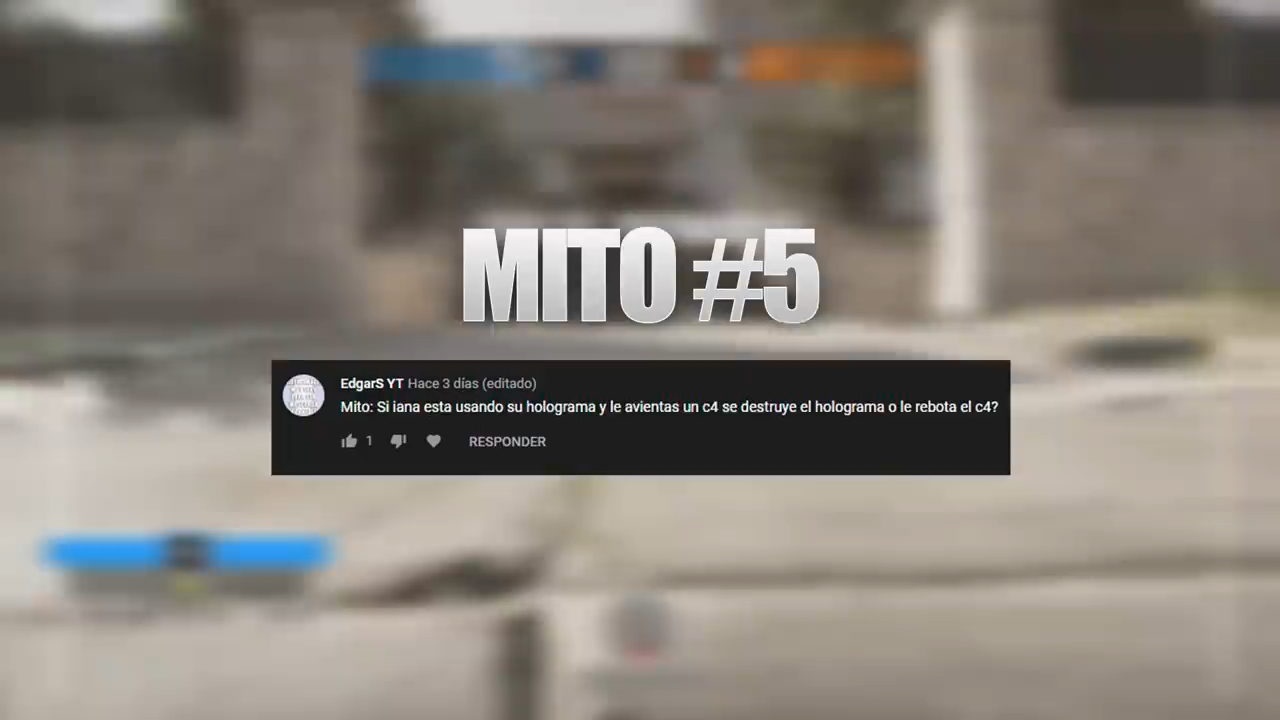 MITO #5
EdgarS YT Hace 3 días (editado)
Mito: Si iana esta usando su holograma y le avientas un c4 se destruye el holograma o le rebota el c4?
1 RESPONDER